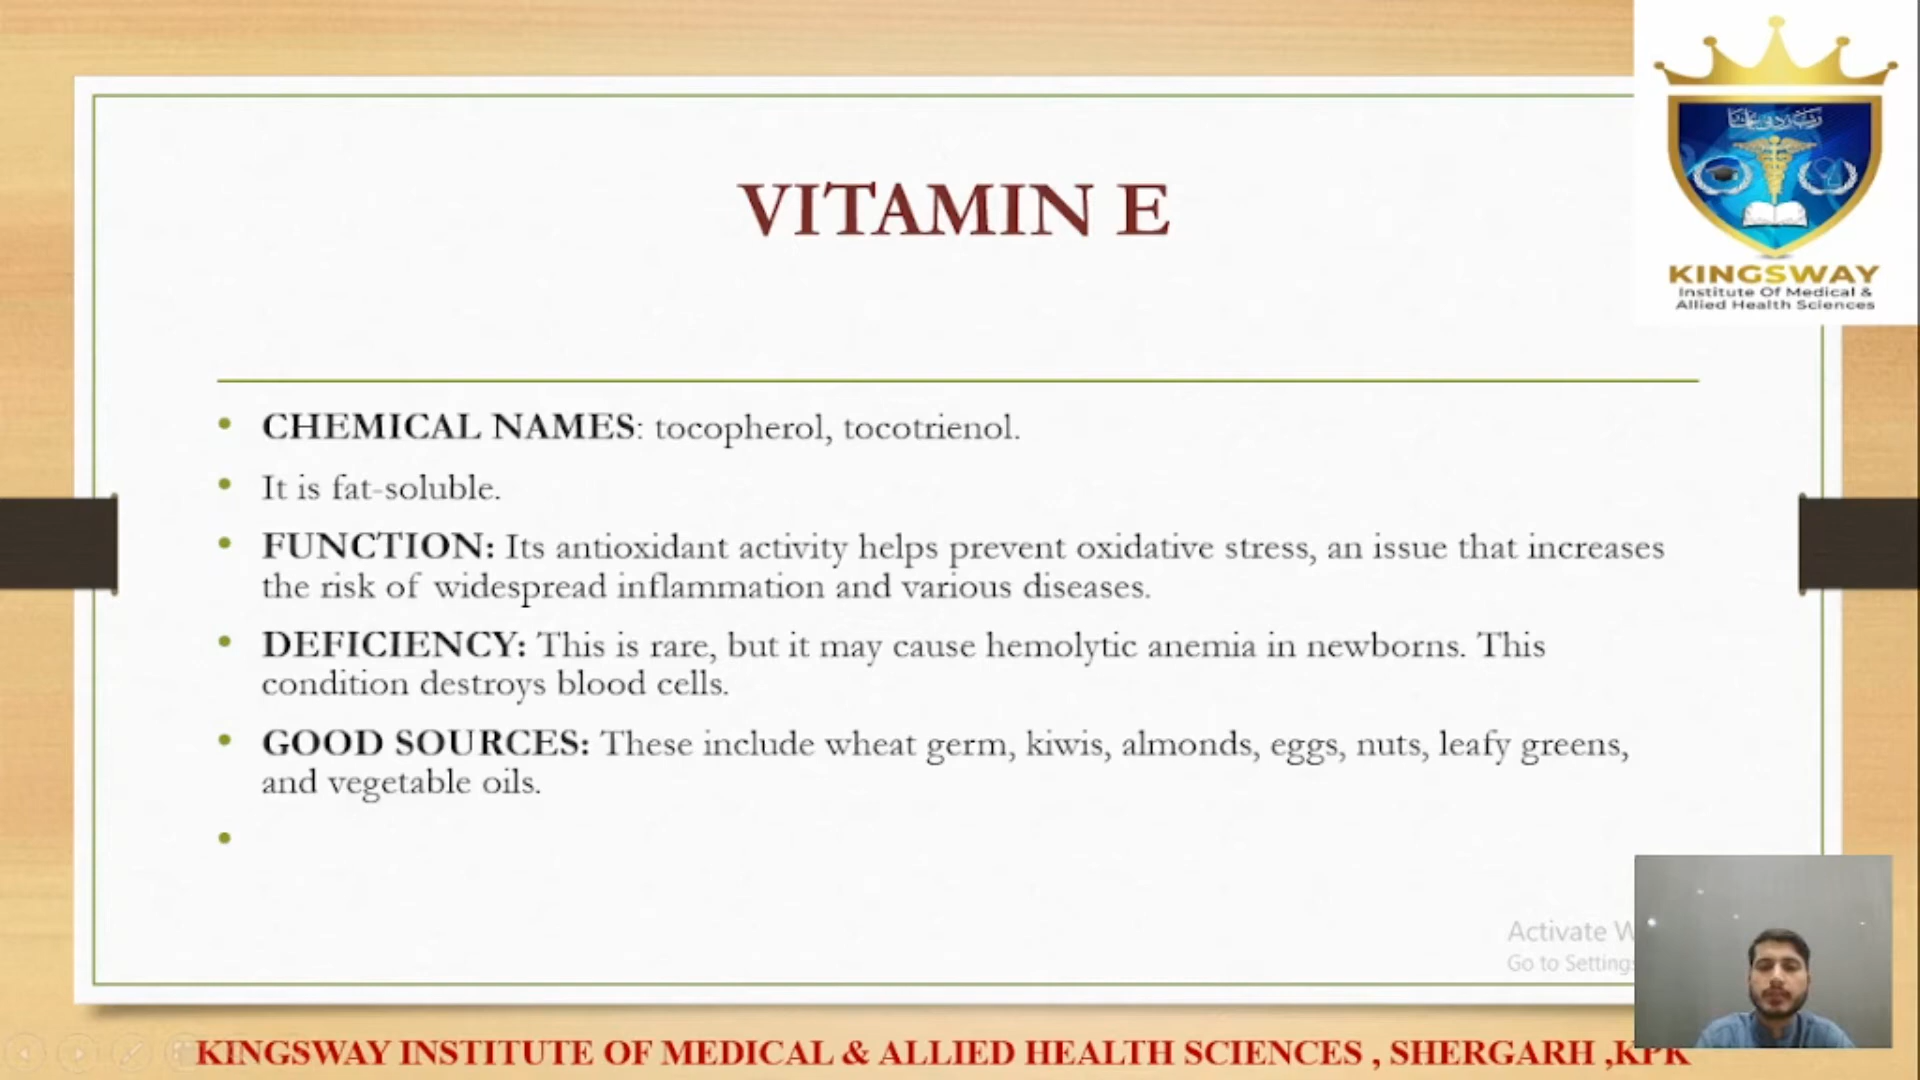 VITAMIN E
KINGSWAY
Institute Of Medical &
Allied Health Sciences
• CHEMICAL NAMES: tocopherol, tocotrienol.
• It is fat-soluble.
• FUNCTION: Its antioxidant activity helps prevent oxidative stress, an issue that increases
the risk of widespread inflammation and various diseases.
• DEFICIENCY: This is rare, but it may cause hemolytic anemia in newborns. This
condition destroys blood cells.
• GOOD SOURCES: These include wheat germ, kiwis, almonds, eggs, nuts, leafy greens,
and vegetable oils.
•
Activate W
Go to Settings
KINGSWAY INSTITUTE OF MEDICAL & ALLIED HEALTH SCIENCES , SHERGARH ,KPK